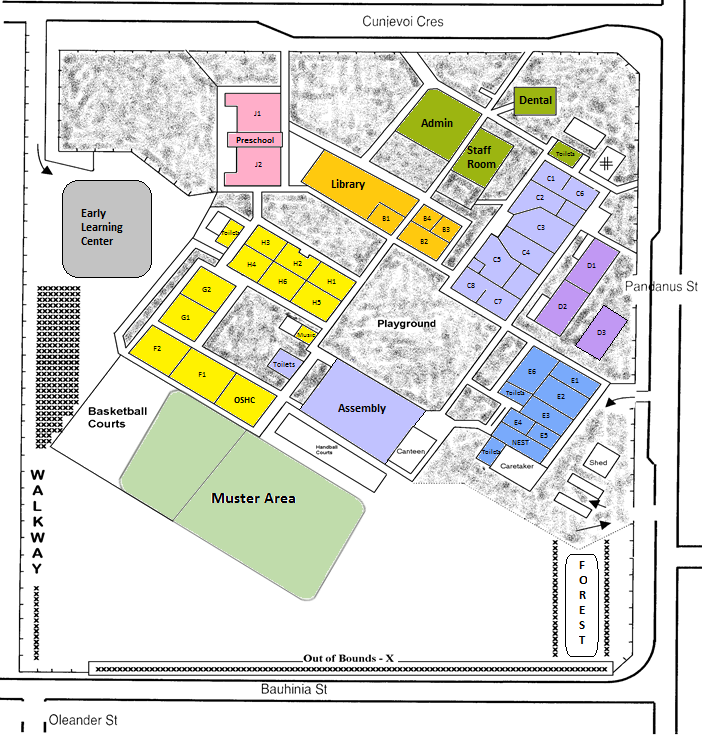 Cunjevoi Cres
Dental
J1
Admin
Preschool
Staff
Room
Toilets
J2
C1
Library
C6
C2
Early
Learning
Center
B1
B4
B3
C3
Toilets
H3
B2
C5
C4
D1
H4
H2
H1
G2
H6
C8
Pandanus St
H5
C7
D2
G1
Playground
Music
D3
F2
Toilets
E6
F1
E1
Toilets
E2
OSHC
Assembly
Basketball
Courts
E3
E4
E5
NEST
Handball
Courts
Canteen
Toilets
Caretaker
Shed
WALKWAY
Muster Area
FOREST
Out of Bounds - X
Bauhinia St
Oleander St